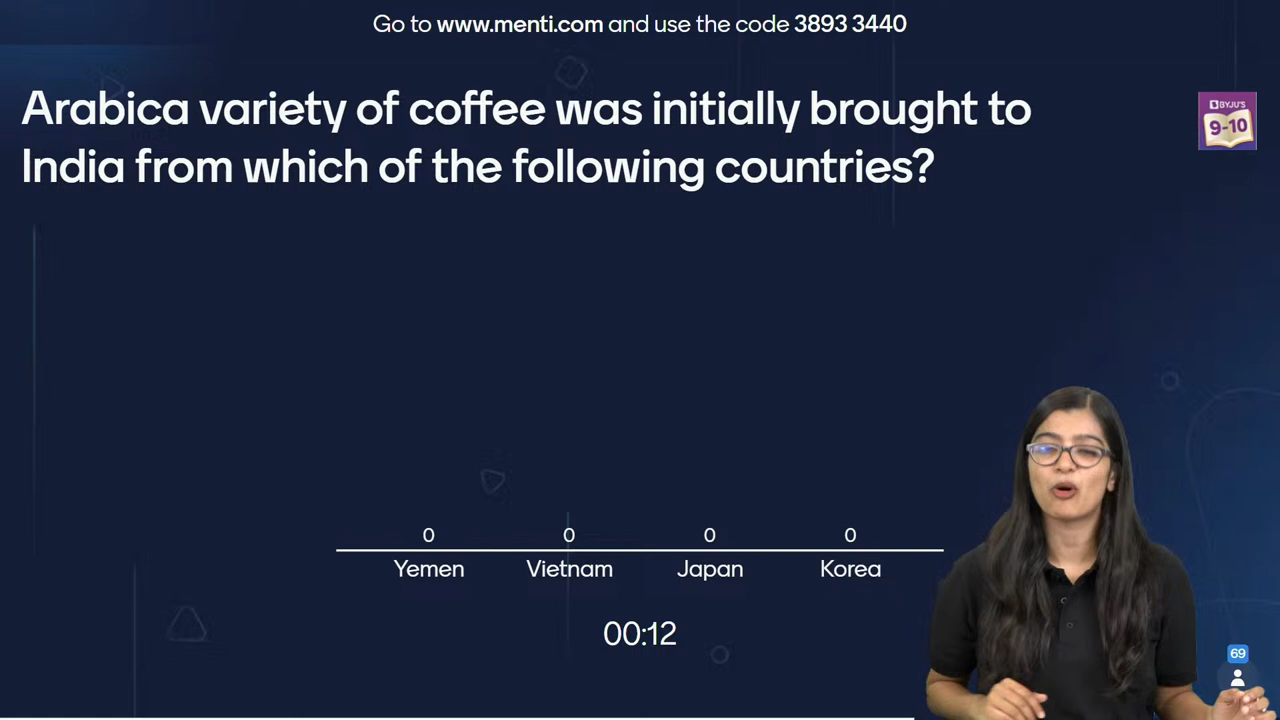 Go to www.menti.com and use the code 3893 3440
Arabica variety of coffee was initially brought to
India from which of the following countries?
BYJU'S
9-10
0 0 0 0
Yemen Vietnam Japan Korea
00:12
69